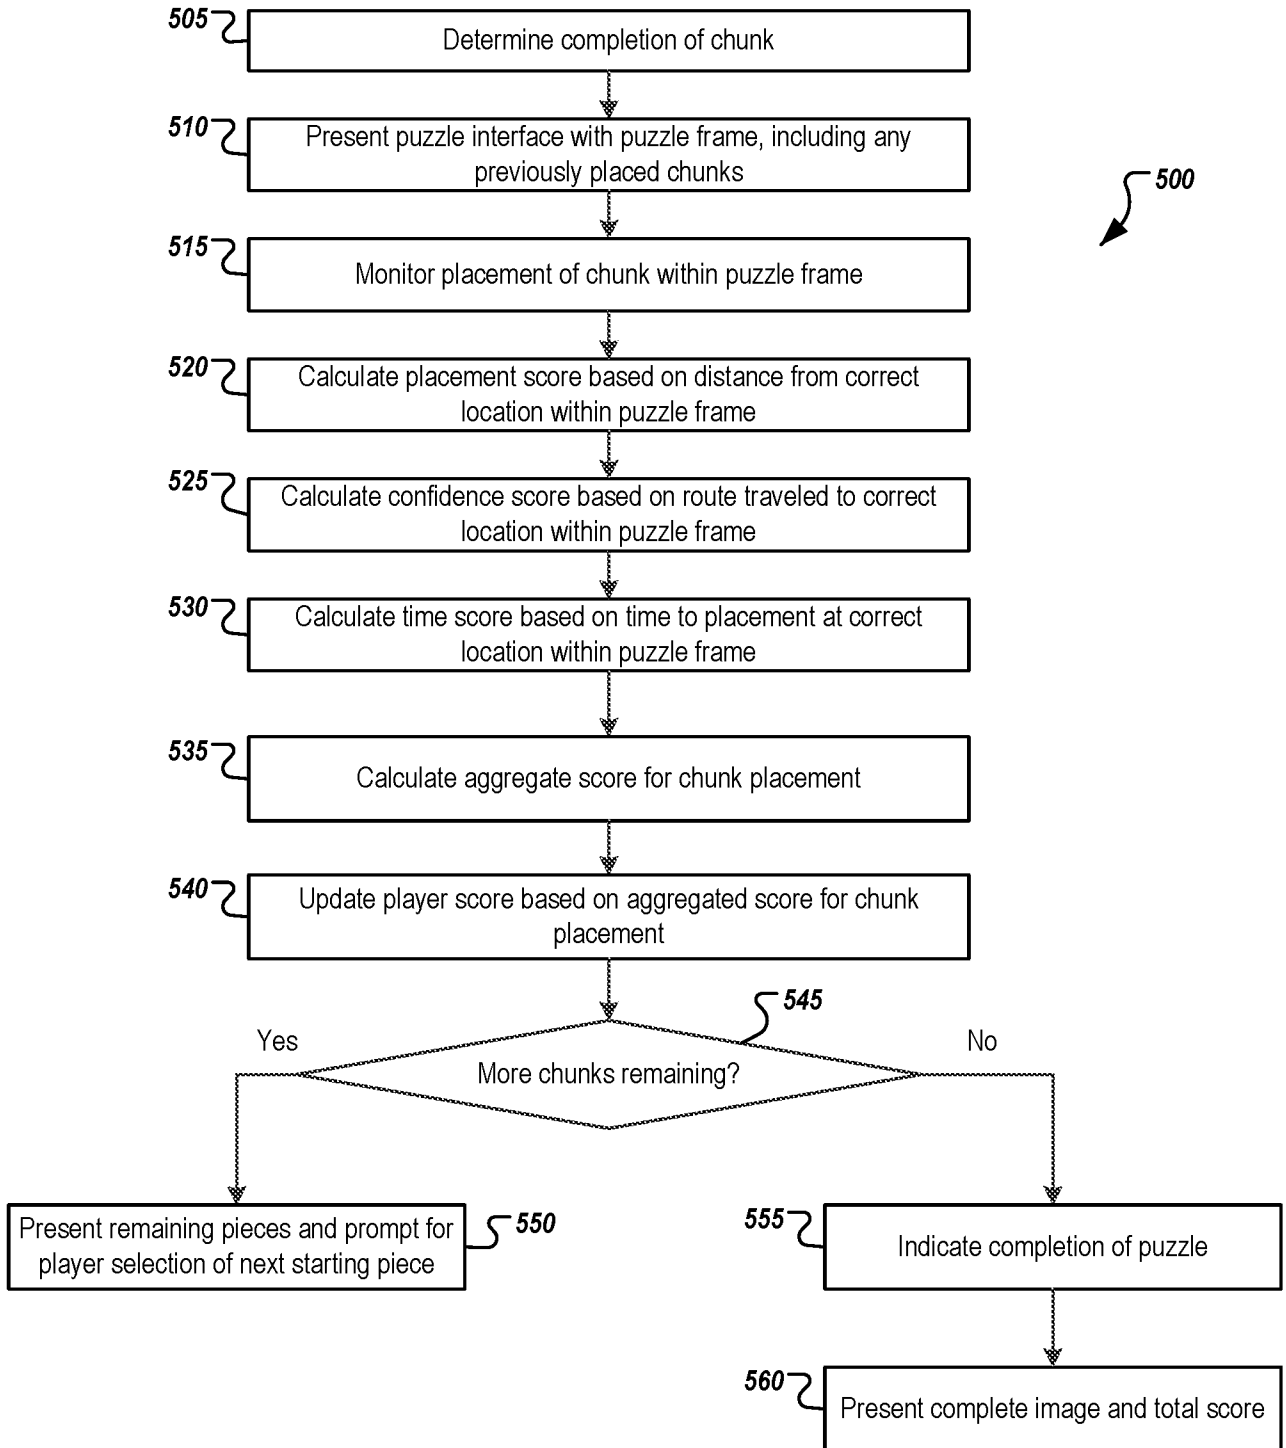 505
Determine completion of chunk
510
Present puzzle interface with puzzle frame, including any
previously placed chunks
500
515
Monitor placement of chunk within puzzle frame
520
Calculate placement score based on distance from correct
location within puzzle frame
525
Calculate confidence score based on route traveled to correct
location within puzzle frame
530
Calculate time score based on time to placement at correct
location within puzzle frame
535
Calculate aggregate score for chunk placement
540
Update player score based on aggregated score for chunk
placement
545
Yes
No
More chunks remaining?
Present remaining pieces and prompt for
player selection of next starting piece
550
555
Indicate completion of puzzle
560
Present complete image and total score